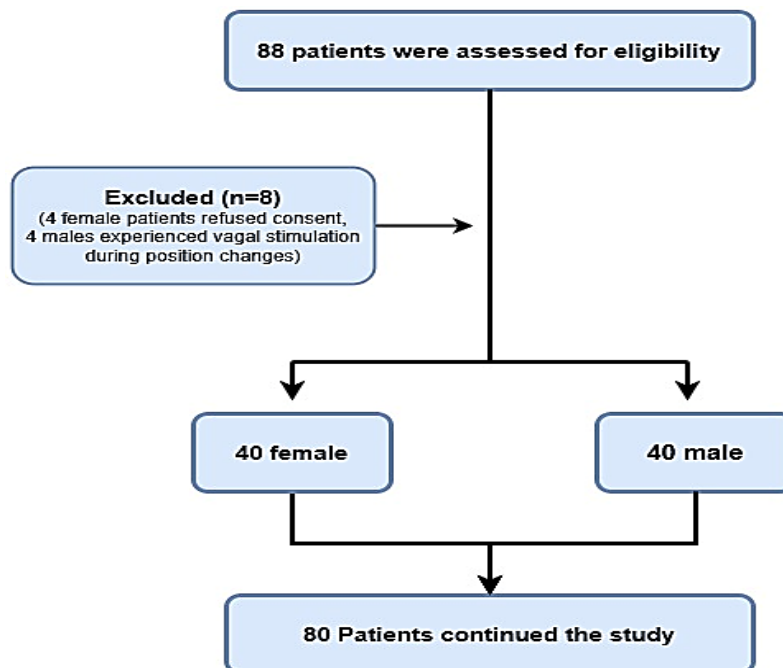 88 patients were assessed for eligibility
Excluded (n=8)
(4 female patients refused consent,
4 males experienced vagal stimulation
during position changes)
40 female
40 male
80 Patients continued the study